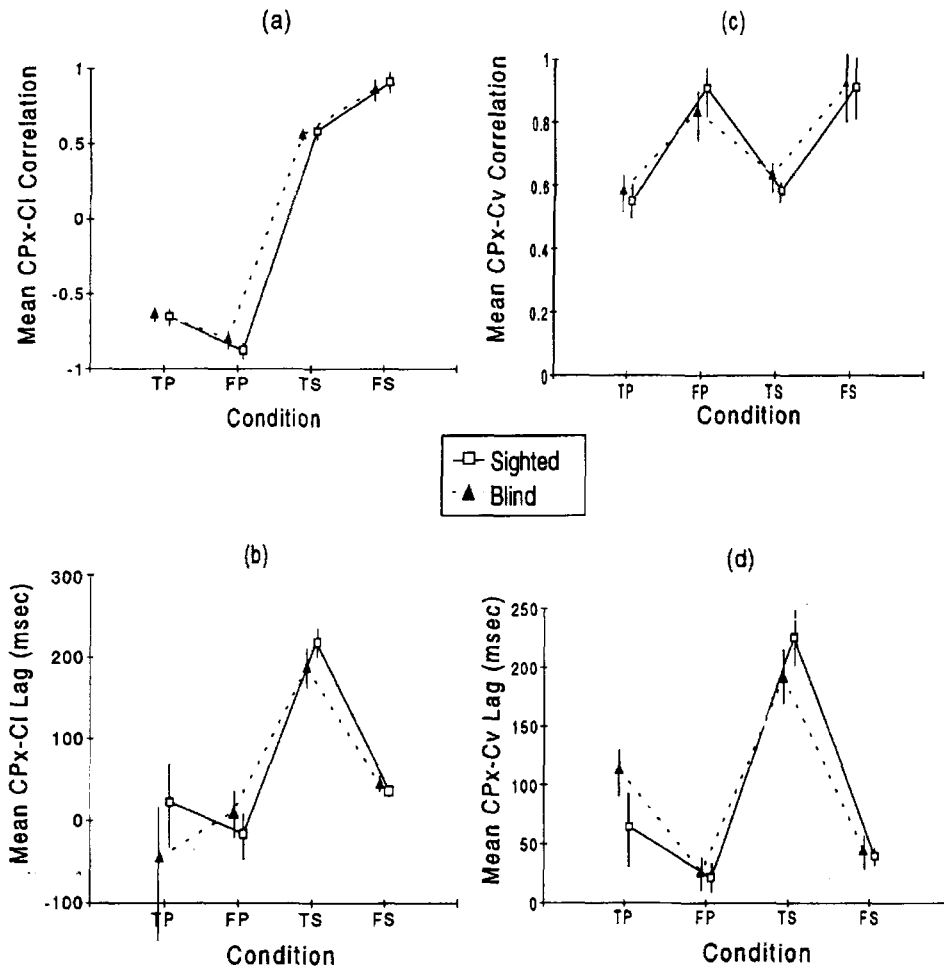 (a)
Mean CPx-Cl Correlation
1
0.5
0
-0.5
-1
TP FP TS FS
Condition
(c)
Mean CPx-Cv Correlation
1
0.8
0.6
0.4
0.2
0
TP FP TS FS
Condition
Sighted
Blind
(b)
Mean CPx-Cl Lag (msec)
300
200
100
0
-100
TP FP TS FS
Condition
(d)
Mean CPx-Cv Lag (msec)
250
200
150
100
50
0
TP FP TS FS
Condition